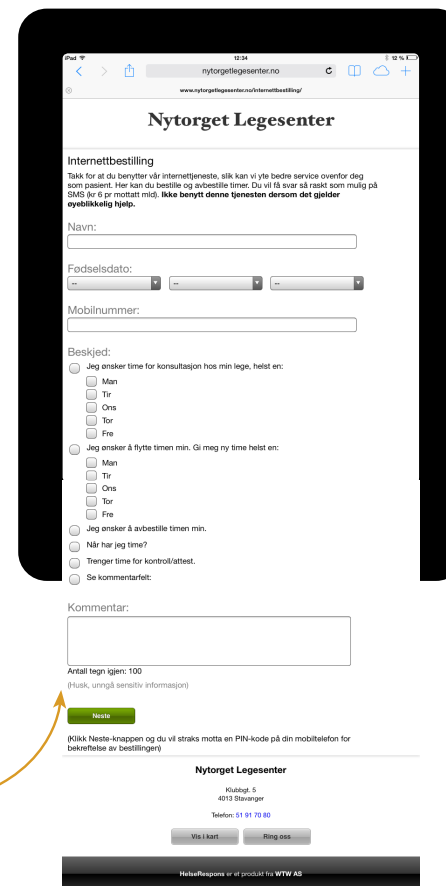 iPad 12:34 12 %
nytorgetlegesenter.no
www.nytorgetlegesenter.no/internettbestilling/
Nytorget Legesenter
Internettbestilling
Takk for at du benytter vår internettjeneste, slik kan vi yte bedre service ovenfor deg
som pasient. Her kan du bestille og avbestille timer. Du vil få svar så raskt som mulig på
SMS (kr 6 pr mottatt mld). Ikke benytt denne tjenesten dersom det gjelder
øyeblikkelig hjelp.
Navn:
Fødselsdato:
-- -- --
Mobilnummer:
Beskjed:
Jeg ønsker time for konsultasjon hos min lege, helst en:
Man
Tir
Ons
Tor
Fre
Jeg ønsker å flytte timen min. Gi meg ny time helst en:
Man
Tir
Ons
Tor
Fre
Jeg ønsker å avbestille timen min.
Når har jeg time?
Trenger time for kontroll/attest.
Se kommentarfelt:
Kommentar:
Antall tegn igjen: 100
(Husk, unngå sensitiv informasjon)
Neste
(Klikk Neste-knappen og du vil straks motta en PIN-kode på din mobiltelefon for
bekreftelse av bestillingen)
Nytorget Legesenter
Klubbgt. 5
4013 Stavanger
Telefon: 51 91 70 80
Vis i kart Ring oss
HelseRespons er et produkt fra WTW AS